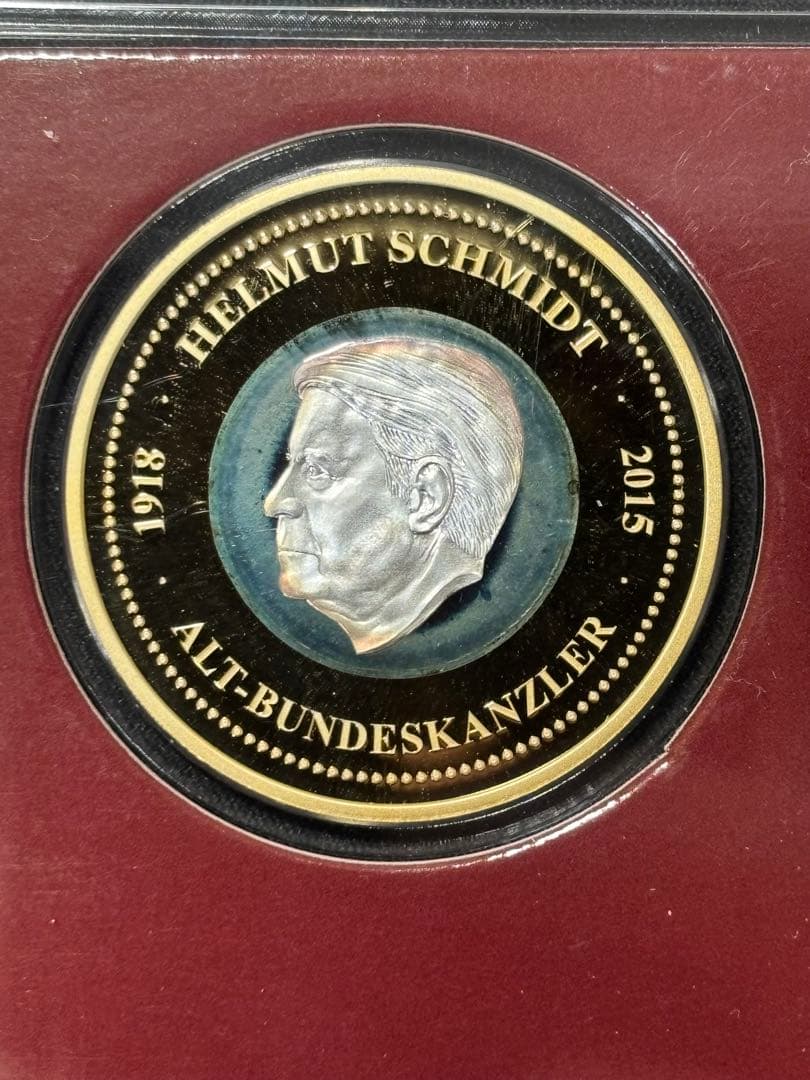 HELMUT SCHMIDT
1918
2015
ALT-BUNDESKANZLER